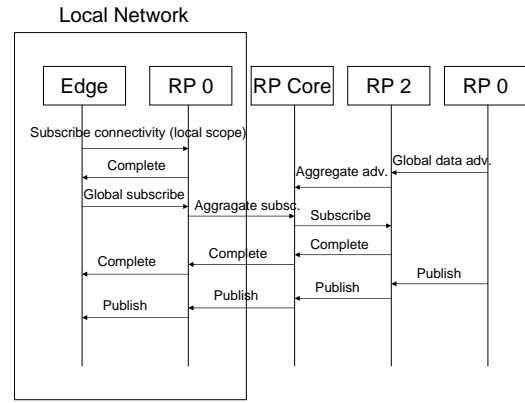 Local Network
Edge
RP 0
RP Core
RP 2
RP 0
Subscribe connectivity (local scope)
Complete
Global data adv.
Aggregate adv.
Global subscribe
Aggragate subsc.
Subscribe
Complete
Complete
Complete
Publish
Publish
Publish
Publish